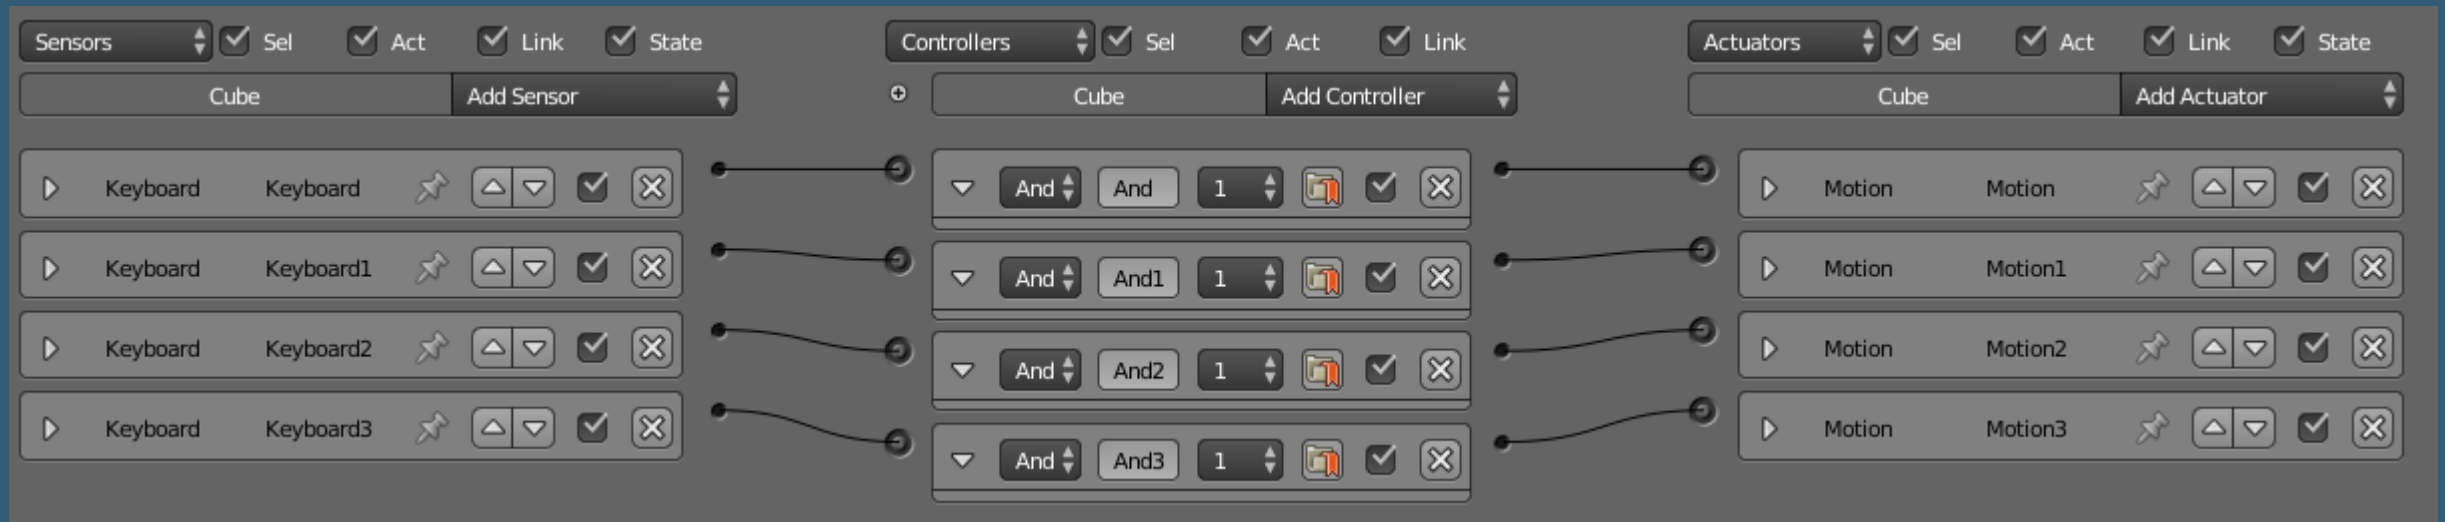 Sensors Sel Act Link State Controllers Sel Act Link Actuators Sel Act Link State
Cube Add Sensor Cube Add Controller Cube Add Actuator
Keyboard Keyboard And And 1 Motion Motion
Keyboard Keyboard1 And And1 1 Motion Motion1
Keyboard Keyboard2 And And2 1 Motion Motion2
Keyboard Keyboard3 And And3 1 Motion Motion3